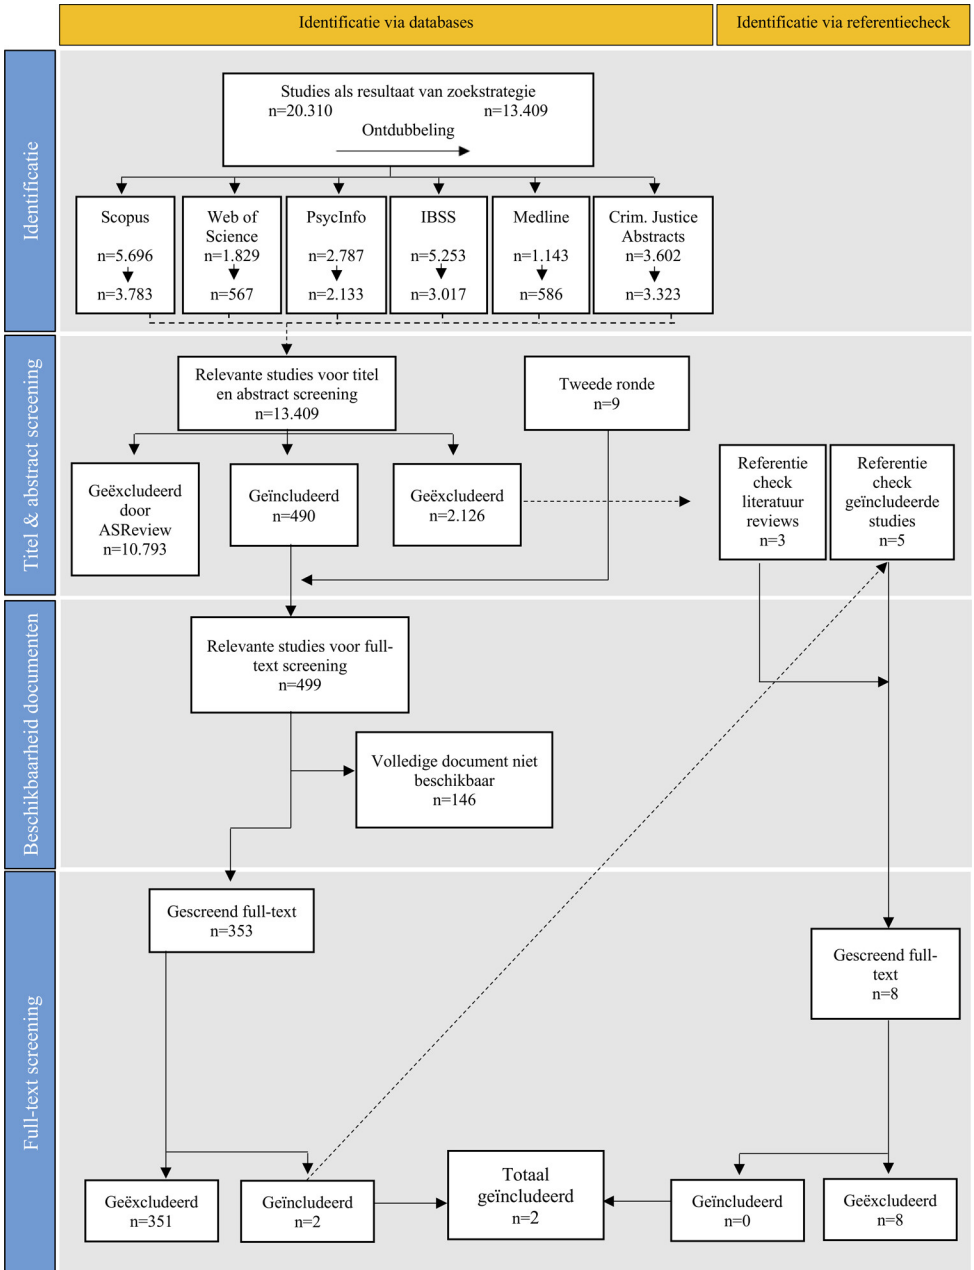 Identificatie via databases
Identificatie via referentiecheck
Identificatie
Studies als resultaat van zoekstrategie
n=20.310 n=13.409
Ontdubbeling
Scopus
n=5.696
n=3.783
Web of
Science
n=1.829
n=567
PsycInfo
n=2.787
n=2.133
IBSS
n=5.253
n=3.017
Medline
n=1.143
n=586
Crim. Justice
Abstracts
n=3.602
n=3.323
Titel & abstract screening
Relevante studies voor titel
en abstract screening
n=13.409
Tweede ronde
n=9
Geëxcludeerd
door
ASReview
n=10.793
Geïncludeerd
n=490
Geëxcludeerd
n=2.126
Referentie
check
literatuur
reviews
n=3
Referentie
check
geïncludeerde
studies
n=5
Beschikbaarheid documenten
Relevante studies voor full-
text screening
n=499
Volledige document niet
beschikbaar
n=146
Full-text screening
Gescreend full-text
n=353
Gescreend full-
text
n=8
Geëxcludeerd
n=351
Geïncludeerd
n=2
Totaal
geïncludeerd
n=2
Geïncludeerd
n=0
Geëxcludeerd
n=8